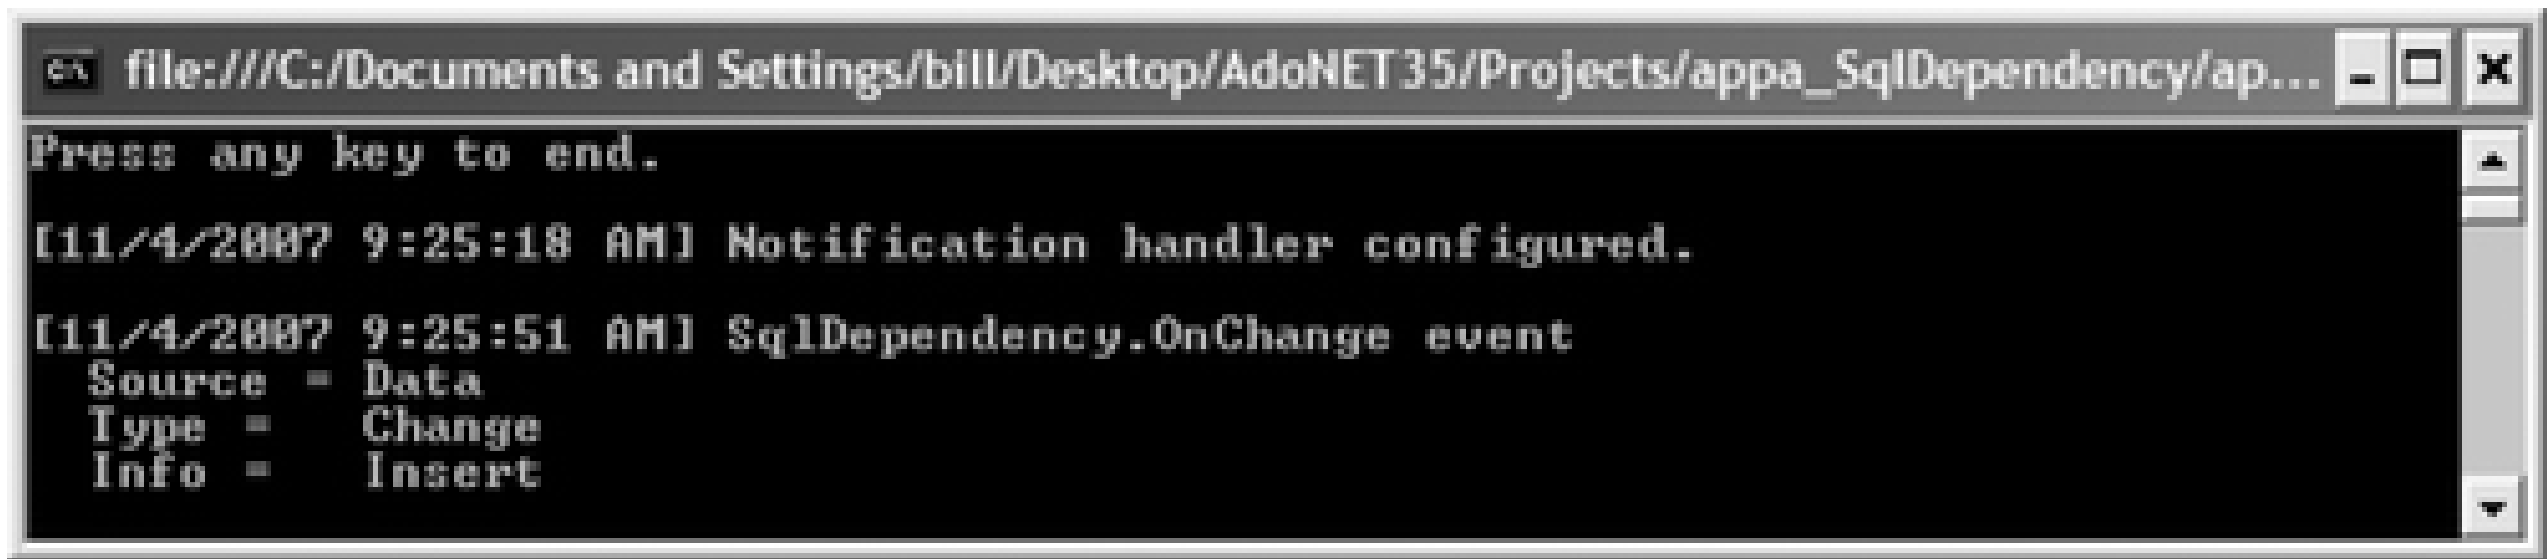 file:///C:/Documents and Settings/bill/Desktop/AdoNET35/Projects/appa_SqlDependency/ap...
Press any key to end.
[11/4/2007 9:25:18 AM] Notification handler configured.
[11/4/2007 9:25:51 AM] SqlDependency.OnChange event
Source = Data
Type = Change
Info = Insert